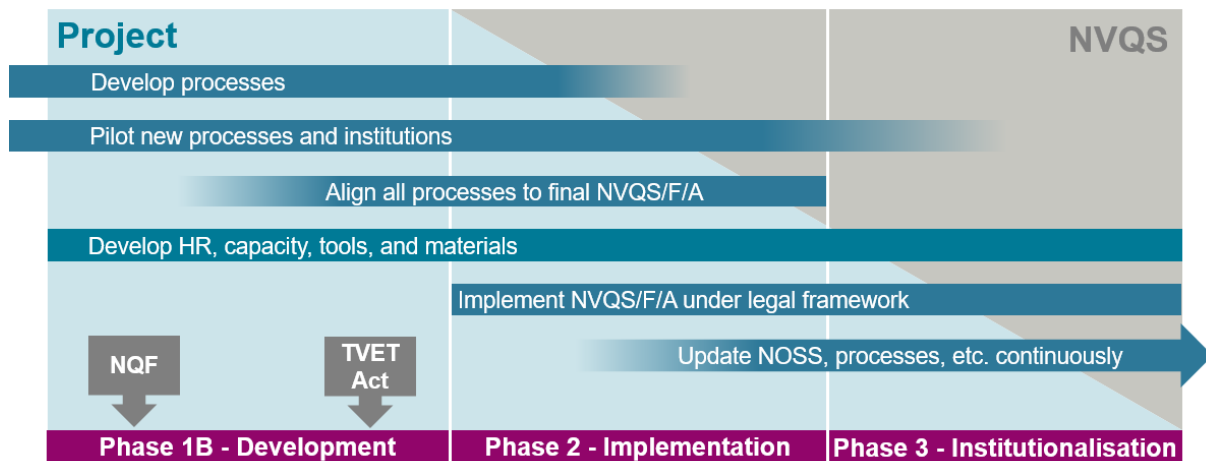 Project
NVQS
Develop processes
Pilot new processes and institutions
Align all processes to final NVQS/F/A
Develop HR, capacity, tools, and materials
Implement NVQS/F/A under legal framework
Update NOSS, processes, etc. continuously
NQF
TVET
Act
Phase 1B - Development
Phase 2 - Implementation
Phase 3 - Institutionalisation